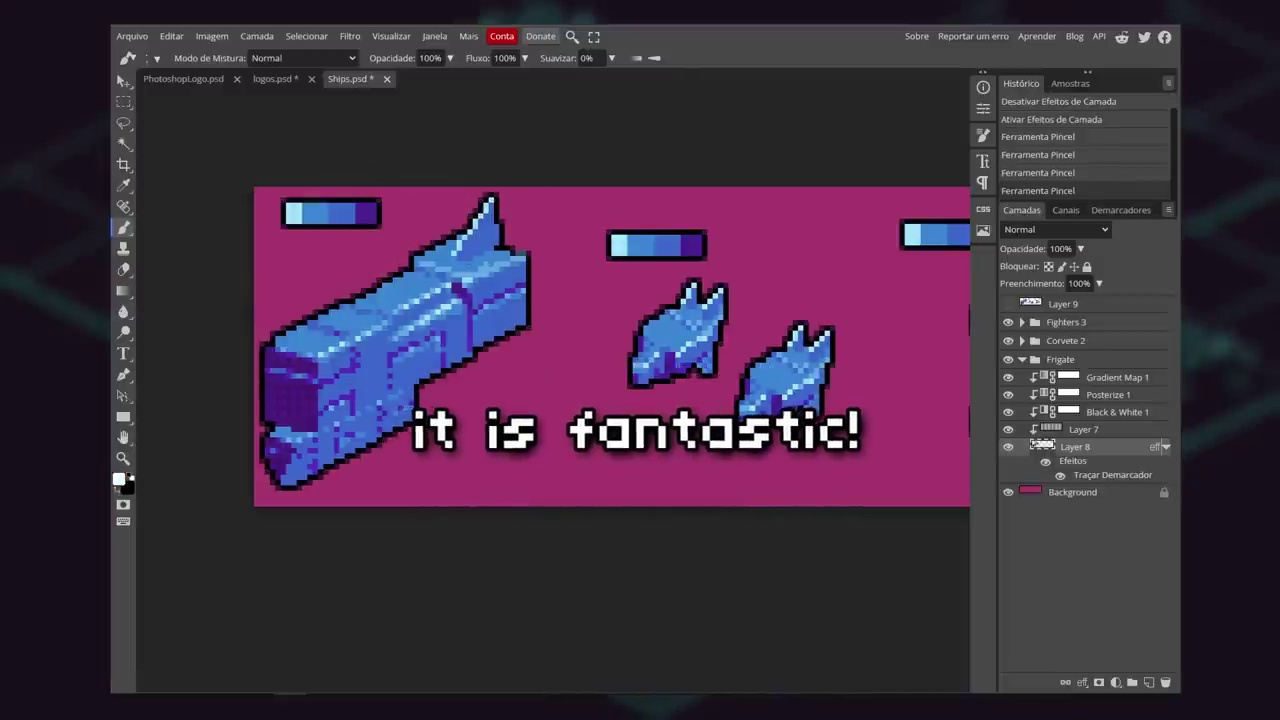 Arquivo Editar Imagem Camada Selecionar Filtro Visualizar Janela Mais Conta Donate Sobre Reportar um erro Aprender Blog API
Modo de Mistura: Normal Opacidade: 100% Fluxo: 100% Suavizar: 0%
PhotoshopLogo.psd logos.psd * Ships.psd *
Histórico Amostras
Desativar Efeitos de Camada
Ativar Efeitos de Camada
Ferramenta Pincel
Ferramenta Pincel
Ferramenta Pincel
Ferramenta Pincel
CSS
Camadas Canais Demarcadores
Normal
Opacidade: 100%
Bloquear:
Preenchimento: 100%
Layer 9
Fighters 3
Corvete 2
Frigate
Gradient Map 1
Posterize 1
Black & White 1
Layer 7
Layer 8 eff
Efeitos
Traçar Demarcador
Background
eff
it is fantastic!